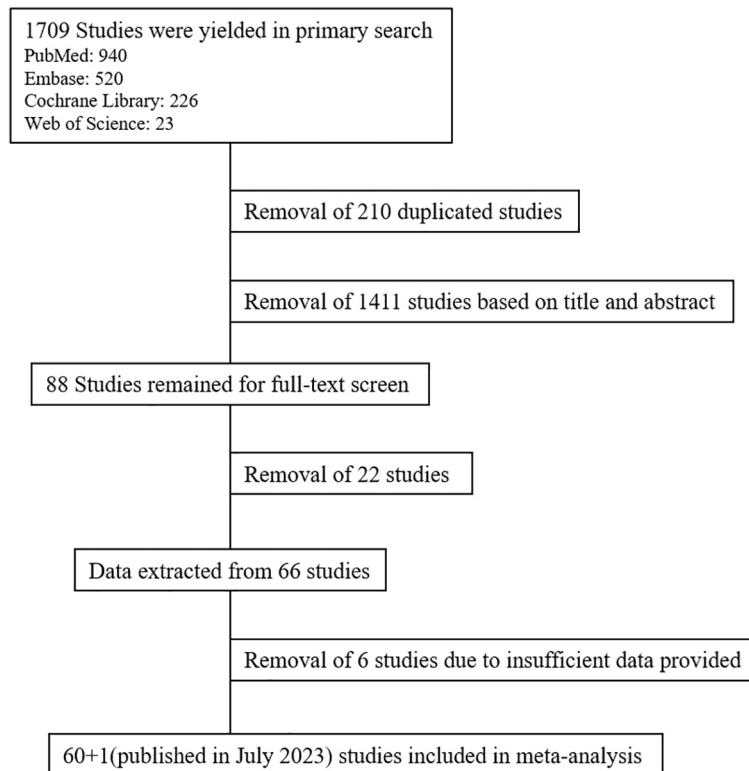 1709 Studies were yielded in primary search
PubMed: 940
Embase: 520
Cochrane Library: 226
Web of Science: 23
Removal of 210 duplicated studies
Removal of 1411 studies based on title and abstract
88 Studies remained for full-text screen
Removal of 22 studies
Data extracted from 66 studies
Removal of 6 studies due to insufficient data provided
60+1(published in July 2023) studies included in meta-analysis